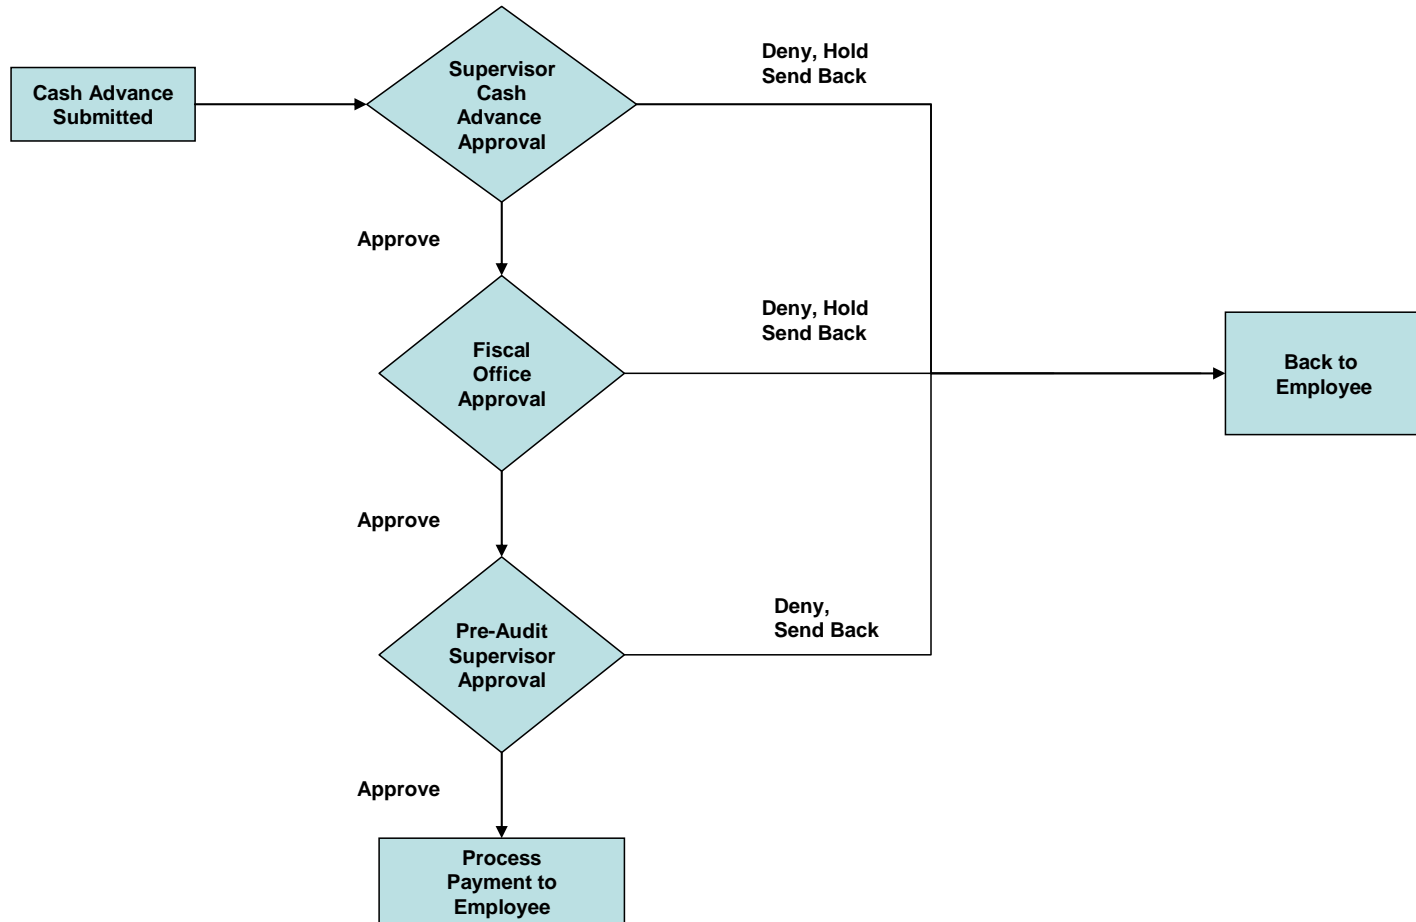 Cash Advance
Submitted
Supervisor
Cash
Advance
Approval
Deny, Hold
Send Back
Approve
Fiscal
Office
Approval
Deny, Hold
Send Back
Back to
Employee
Approve
Pre-Audit
Supervisor
Approval
Deny,
Send Back
Approve
Process
Payment to
Employee